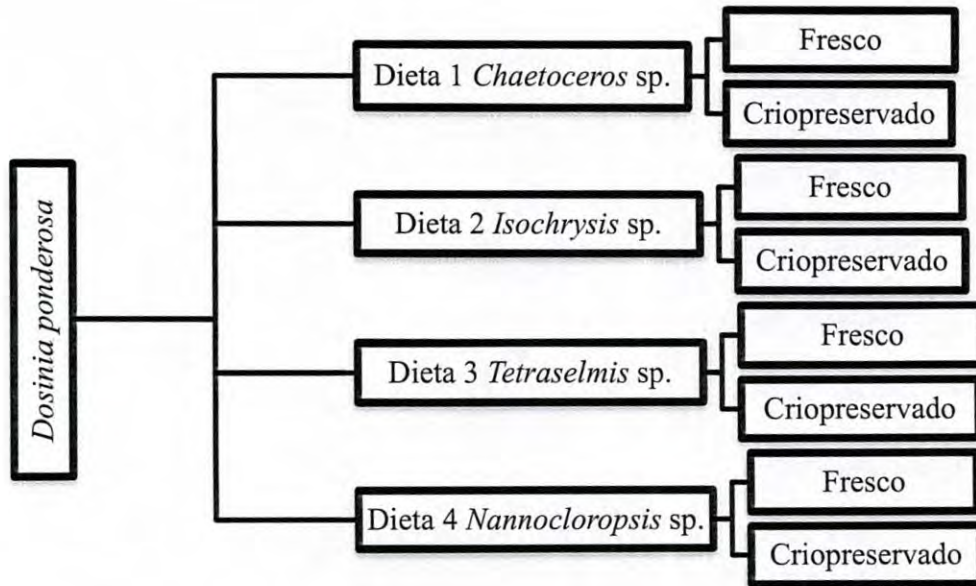 Dosinia ponderosa
Dieta 1 Chaetoceros sp.
Fresco
Criopreservado
Dieta 2 Isochrysis sp.
Fresco
Criopreservado
Dieta 3 Tetraselmis sp.
Fresco
Criopreservado
Dieta 4 Nannocloropsis sp.
Fresco
Criopreservado